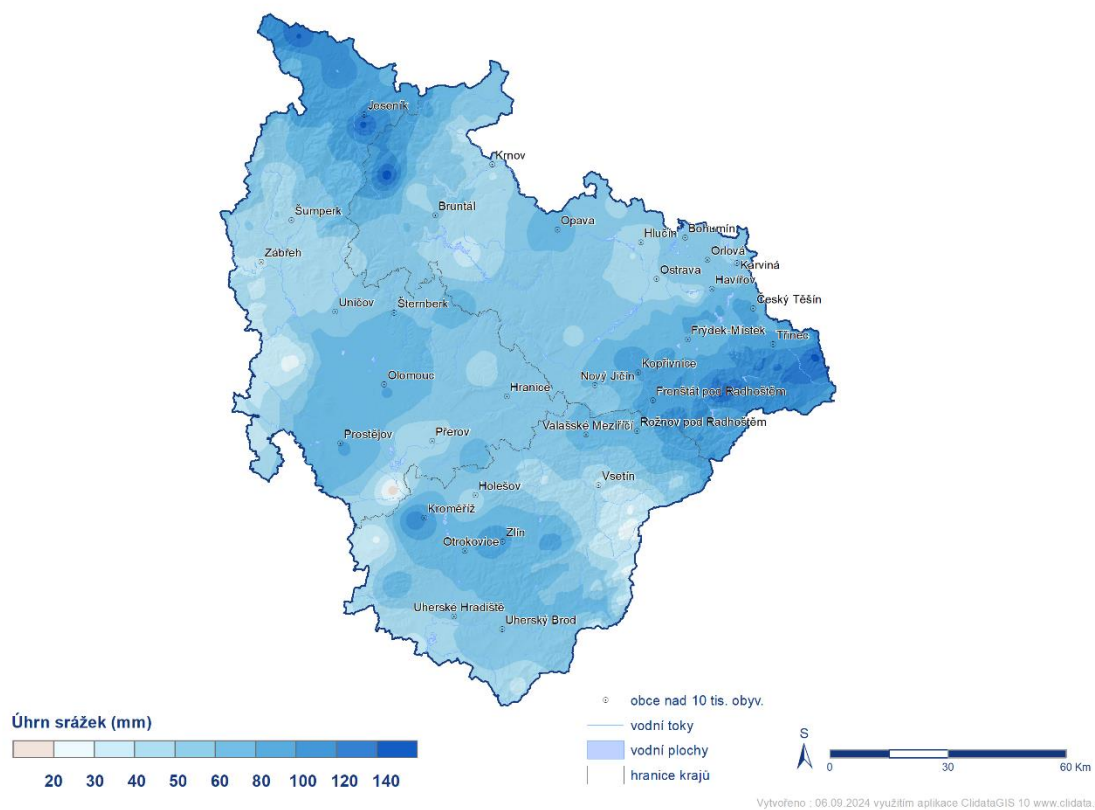 Jeseník
Krnov
Šumperk
Bruntál
Opava
Hlučín
Bohumín
Zábřeh
Orlová
Karviná
Ostrava
Havířov
Uničov
Šternberk
Český Těšín
Frýdek-Místek
Třinec
Kopřivnice
Olomouc
Nový Jičín
Hranice
Frenštát pod Radhoštěm
Valašské Meziříčí
Rožnov pod Radhoštěm
Prostějov
Přerov
Vsetín
Holešov
Kroměříž
Zlín
Otrokovice
Uherské Hradiště
Uherský Brod
Úhrn srážek (mm)
20 30 40 50 60 80 100 120 140
obce nad 10 tis. obyv.
vodní toky
vodní plochy
hranice krajů
S
0 30 60 Km
Vytvořeno : 06.09.2024 využitím aplikace ClidataGIS 10 www.clidata.